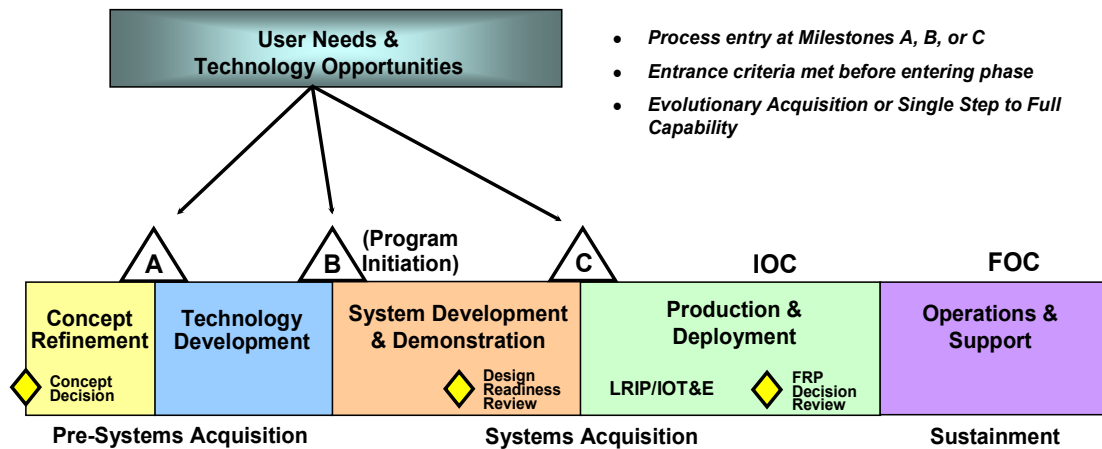 User Needs &
Technology Opportunities
• Process entry at Milestones A, B, or C
• Entrance criteria met before entering phase
• Evolutionary Acquisition or Single Step to Full
Capability
A
B
(Program
Initiation)
C
IOC
FOC
Concept
Refinement
Technology
Development
System Development
& Demonstration
Production &
Deployment
Operations &
Support
Concept
Decision
Design
Readiness
Review
LRIP/IOT&E
FRP
Decision
Review
Pre-Systems Acquisition
Systems Acquisition
Sustainment